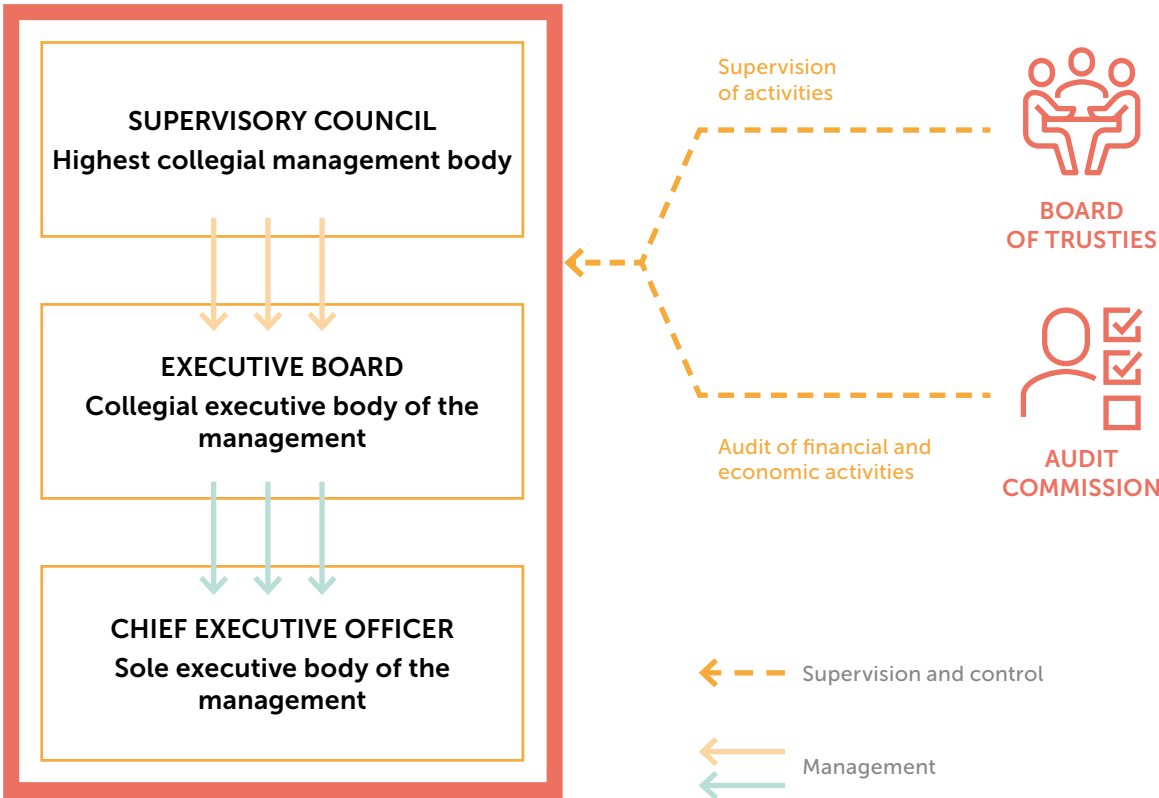 SUPERVISORY COUNCIL
Highest collegial management body
EXECUTIVE BOARD
Collegial executive body of the
management
CHIEF EXECUTIVE OFFICER
Sole executive body of the
management
Supervision
of activities
BOARD
OF TRUSTIES
Audit of financial and
economic activities
AUDIT
COMMISSION
Supervision and control
Management